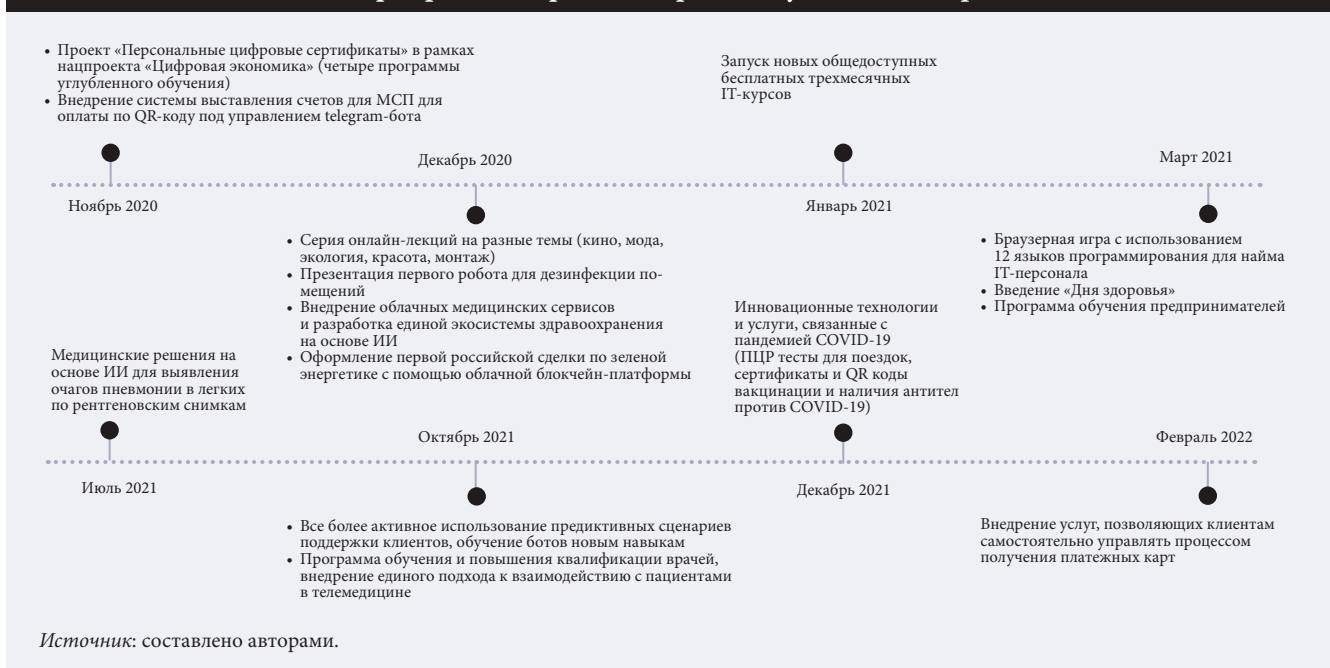 • Проект «Персональные цифровые сертификаты» в рамках
нацпроекта «Цифровая экономика» (четыре программы
углубленного обучения)
• Внедрение системы выставления счетов для МСП для
оплаты по QR-коду под управлением telegram-бота
Ноябрь 2020
Декабрь 2020
• Серия онлайн-лекций на разные темы (кино, мода,
экология, красота, монтаж)
• Презентация первого робота для дезинфекции по-
мещений
• Внедрение облачных медицинских сервисов
и разработка единой экосистемы здравоохранения
на основе ИИ
• Оформление первой российской сделки по зеленой
энергетике с помощью облачной блокчейн-платформы
Запуск новых общедоступных
бесплатных трехмесячных
IT-курсов
Январь 2021
Март 2021
• Браузерная игра с использованием
12 языков программирования для найма
IT-персонала
• Введение «Дня здоровья»
• Программа обучения предпринимателей
Медицинские решения на
основе ИИ для выявления
очагов пневмонии в легких
по рентгеновским снимкам
Июль 2021
Октябрь 2021
• Все более активное использование предиктивных сценариев
поддержки клиентов, обучение ботов новым навыкам
• Программа обучения и повышения квалификации врачей,
внедрение единого подхода к взаимодействию с пациентами
в телемедицине
Инновационные технологии
и услуги, связанные с
пандемией COVID-19
(ПЦР тесты для поездок,
сертификаты и QR коды
вакцинации и наличия антител
против COVID-19)
Декабрь 2021
Февраль 2022
Внедрение услуг, позволяющих клиентам
самостоятельно управлять процессом
получения платежных карт
Источник: составлено авторами.